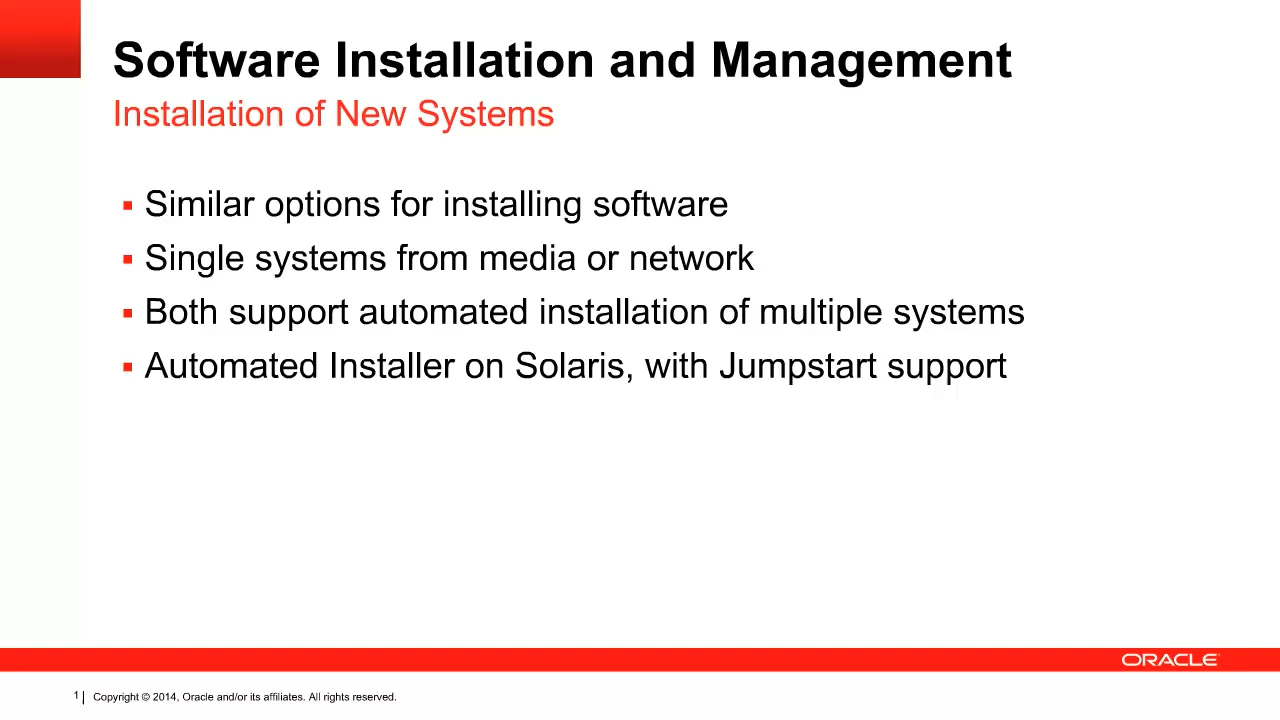 Software Installation and Management
Installation of New Systems
▪ Similar options for installing software
▪ Single systems from media or network
▪ Both support automated installation of multiple systems
▪ Automated Installer on Solaris, with Jumpstart support
ORACLE
1 | Copyright © 2014, Oracle and/or its affiliates. All rights reserved.